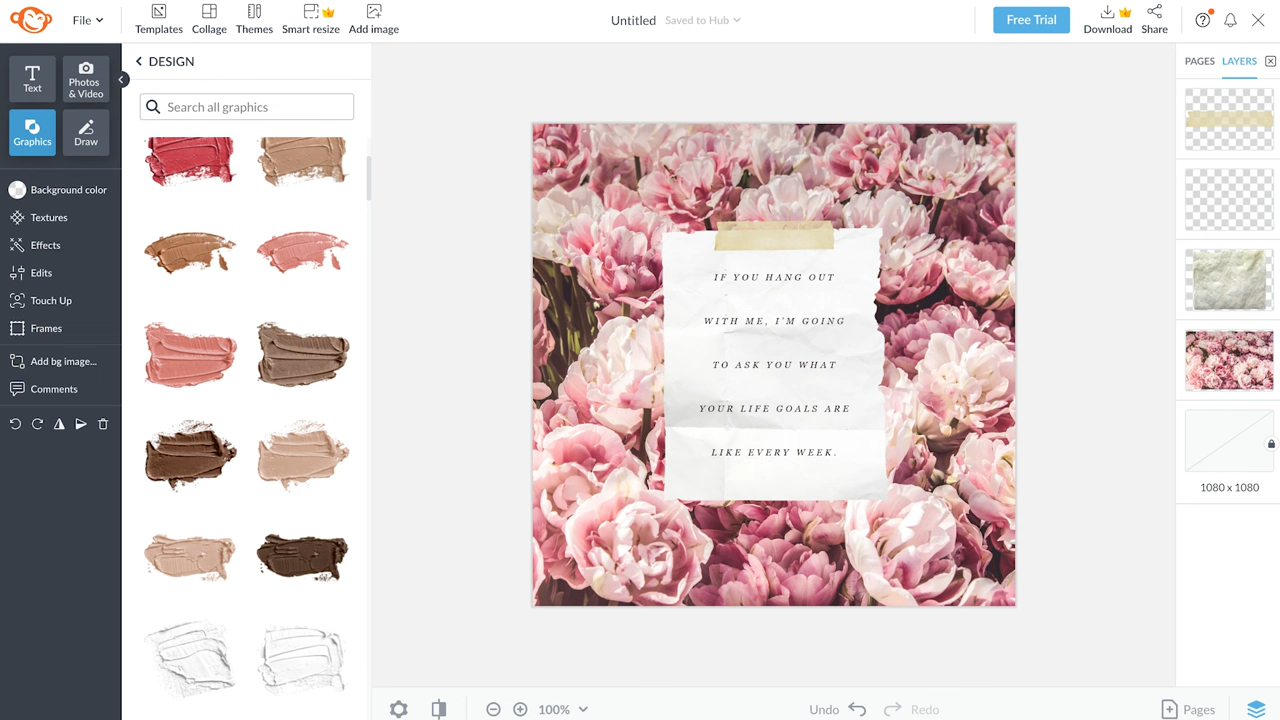 File
Templates
Collage
Themes
Smart resize
Add image
Untitled
Saved to Hub
Free Trial
Download
Share
Text
Photos
& Video
Graphics
Draw
Background color
Textures
Effects
Edits
Touch Up
Frames
Add bg image...
Comments
DESIGN
Search all graphics
IF YOU HANG OUT
WITH ME, I'M GOING
TO ASK YOU WHAT
YOUR LIFE GOALS ARE
LIKE EVERY WEEK.
PAGES LAYERS
1080 x 1080
100%
Undo
Redo
Pages